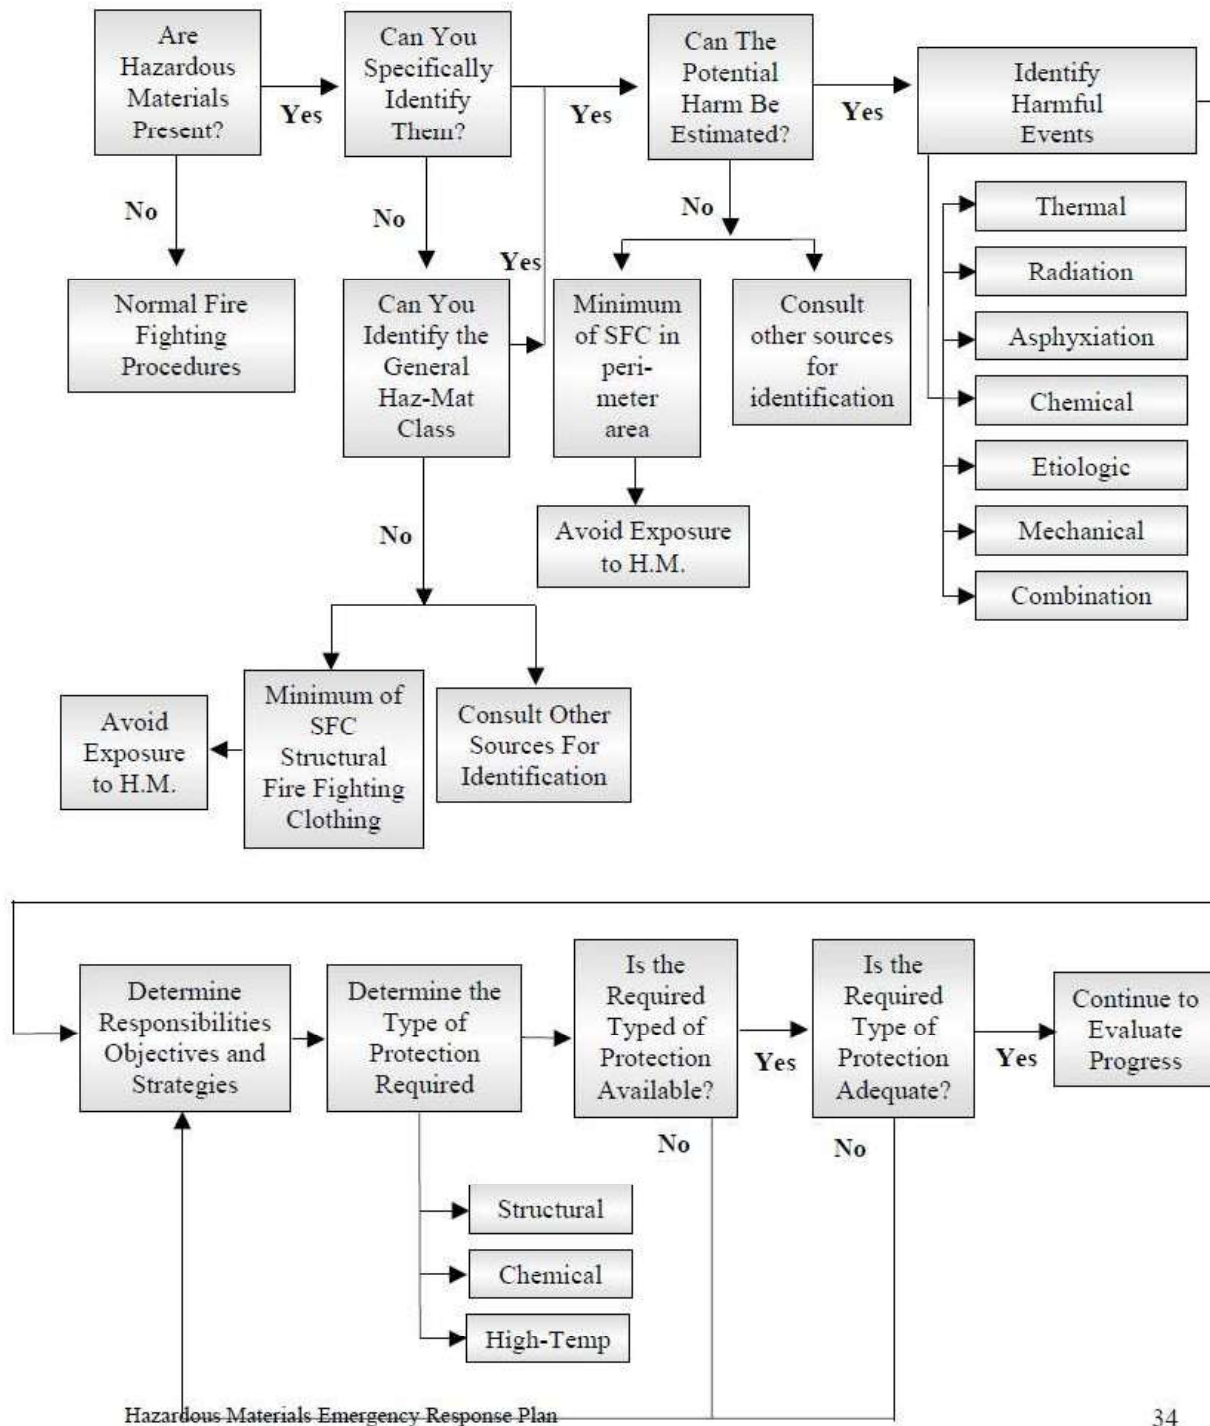 Are
Hazardous
Materials
Present?
Yes
Can You
Specifically
Identify
Them?
Yes
Can The
Potential
Harm Be
Estimated?
Yes
Identify
Harmful
Events
No
Normal Fire
Fighting
Procedures
No
Can You
Identify the
General
Haz-Mat
Class
Yes
No
Minimum
of SFC in
peri-
meter
area
Consult
other sources
for
identification
Avoid Exposure
to H.M.
Thermal
Radiation
Asphyxiation
Chemical
Etiologic
Mechanical
Combination
No
Avoid
Exposure
to H.M.
Minimum of
SFC
Structural
Fire Fighting
Clothing
Consult Other
Sources For
Identification
Determine
Responsibilities
Objectives and
Strategies
Determine the
Type of
Protection
Required
Is the
Required
Typed of
Protection
Available?
Yes
Is the
Required
Type of
Protection
Adequate?
Yes
Continue to
Evaluate
Progress
No
No
Structural
Chemical
High-Temp
Hazardous Materials Emergency Response Plan
34